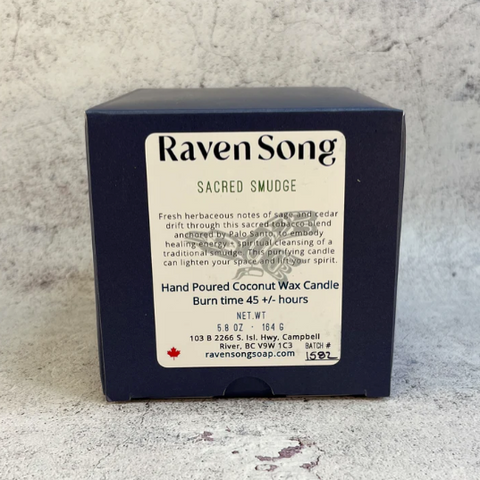 Raven Song
SACRED SMUDGE
Fresh herbaceous notes of sage and cedar
drift through this sacred tobacco blend
anchored by Palo Santo, to embody
healing energy + spiritual cleansing of a
traditional smudge. This purifying candle
can lighten your space and lift your spirit.
Hand Poured Coconut Wax Candle
Burn time 45 +/- hours
NET.WT
5.8 OZ · 164 G
103 B 2266 S. Isl. Hwy, Campbell
River, BC V9W 1C3 BATCH #
ravensongsoap.com 1582